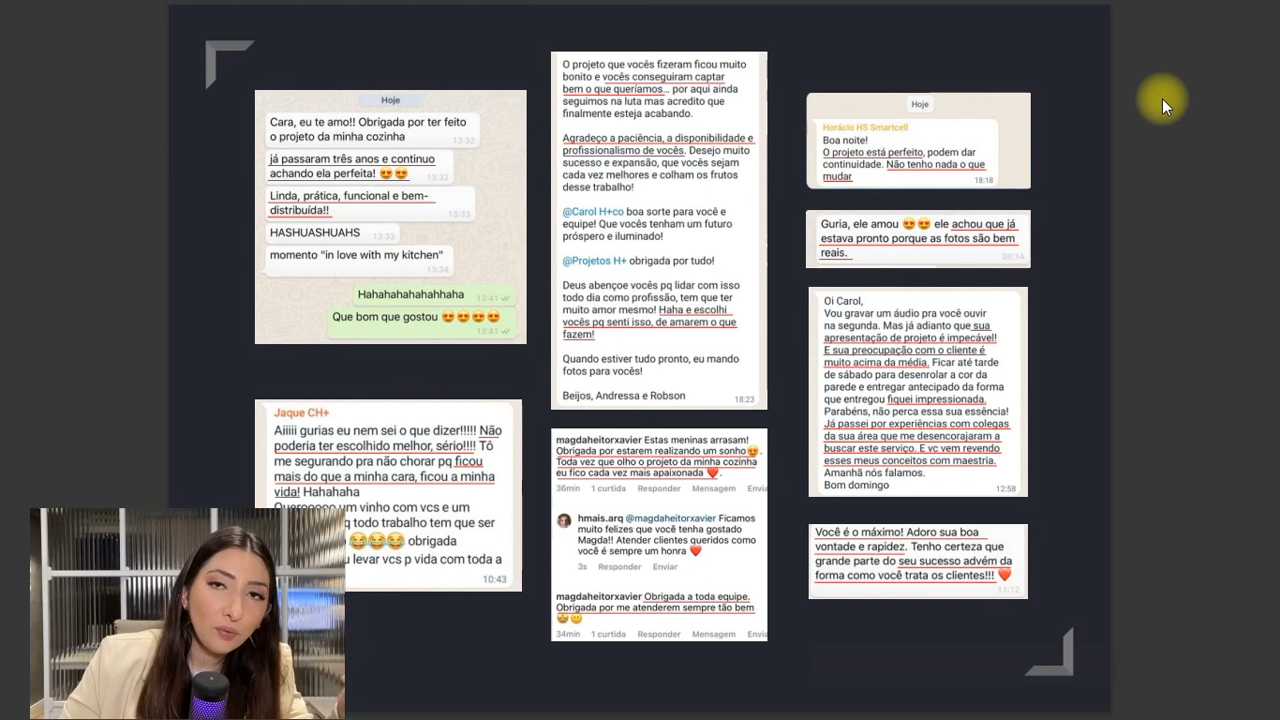 Hoje
Cara, eu te amo!! Obrigada por ter feito
o projeto da minha cozinha
13:32
já passaram três anos e continuo
achando ela perfeita! 😍😍
13:32
Linda, prática, funcional e bem-
distribuída!!
13:33
HASHUASHUAHS
13:33
momento "in love with my kitchen"
13:34
Hahahahahahahhaha
13:41
Que bom que gostou 😍😍😍😍
13:41
Jaque CH+
Aiiiii gurias eu nem sei o que dizer!!!!! Não
poderia ter escolhido melhor, sério!!!! Tô
me segurando pra não chorar pq ficou
mais do que a minha cara, ficou a minha
vida! Hahahaha
um vinho com vcs e um
q todo trabalho tem que ser
😂😂😂 obrigada
u levar vcs p vida com toda a
10:43
O projeto que vocês fizeram ficou muito
bonito e vocês conseguiram captar
bem o que queríamos... por aqui ainda
seguimos na luta mas acredito que
finalmente esteja acabando.
Agradeço a paciência, a disponibilidade e
profissionalismo de vocês. Desejo muito
sucesso e expansão, que vocês sejam
cada vez melhores e colham os frutos
desse trabalho!
@Carol H+co boa sorte para você e
equipe! Que vocês tenham um futuro
próspero e iluminado!
@Projetos H+ obrigada por tudo!
Deus abençoe vocês pq lidar com isso
todo dia como profissão, tem que ter
muito amor mesmo! Haha e escolhi
vocês pq senti isso, de amarem o que
fazem!
Quando estiver tudo pronto, eu mando
fotos para vocês!
Beijos, Andressa e Robson
18:23
magdaheitorxavier Estas meninas arrasam!
Obrigada por estarem realizando um sonho😍.
Toda vez que olho o projeto da minha cozinha
eu fico cada vez mais apaixonada ❤️.
36min 1 curtida Responder Mensagem Envia
hmais.arq @magdaheitorxavier Ficamos
muito felizes que você tenha gostado
Magda!! Atender clientes queridos como
você é sempre um honra ❤️
3s Responder Enviar
magdaheitorxavier Obrigada a toda equipe.
Obrigada por me atenderem sempre tão bem
34min 1 curtida Responder Mensagem Envia
Hoje
Horácio HS Smartcell
Boa noite!
O projeto está perfeito, podem dar
continuidade. Não tenho nada o que
mudar
18:18
Guria, ele amou 😍😍 ele achou que já
estava pronto porque as fotos são bem
reais.
08:14
Oi Carol,
Vou gravar um áudio pra você ouvir
na segunda. Mas já adianto que sua
apresentação de projeto é impecável!
E sua preocupação com o cliente é
muito acima da média. Ficar até tarde
de sábado para desenrolar a cor da
parede e entregar antecipado da forma
que entregou fiquei impressionada.
Parabéns, não perca essa sua essência!
Já passei por experiências com colegas
da sua área que me desencorajaram a
buscar este serviço. E vc vem revendo
esses meus conceitos com maestria.
Amanhã nós falamos.
Bom domingo
12:58
Você é o máximo! Adoro sua boa
vontade e rapidez. Tenho certeza que
grande parte do seu sucesso advém da
forma como você trata os clientes!!! ❤️
11:12